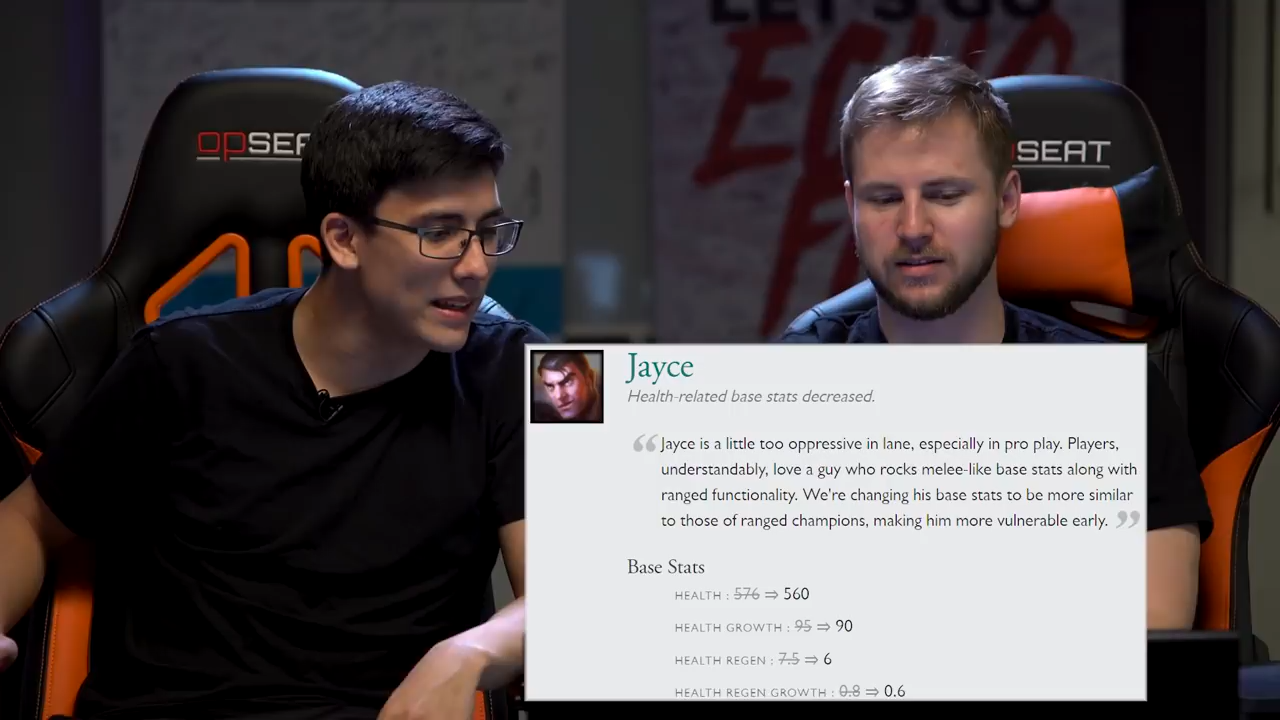 LET'S GO
OPSEAT
SEAT
Jayce
Health-related base stats decreased.
“Jayce is a little too oppressive in lane, especially in pro play. Players,
understandably, love a guy who rocks melee-like base stats along with
ranged functionality. We're changing his base stats to be more similar
to those of ranged champions, making him more vulnerable early.”
Base Stats
HEALTH : 576 ⇒ 560
HEALTH GROWTH : 95 ⇒ 90
HEALTH REGEN : 7.5 ⇒ 6
HEALTH REGEN GROWTH : 0.8 ⇒ 0.6